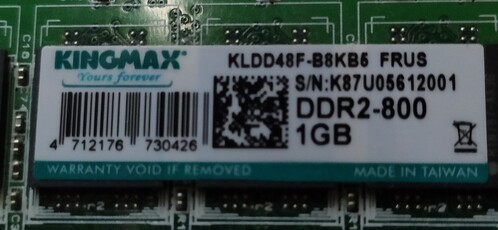 KINGMAX
Yours forever
KLDD48F-B8KB5 FRUS
S/N:K87U05612001
DDR2-800
1GB
4 712176 730426
WARRANTY VOID IF REMOVED
MADE IN TAIWAN